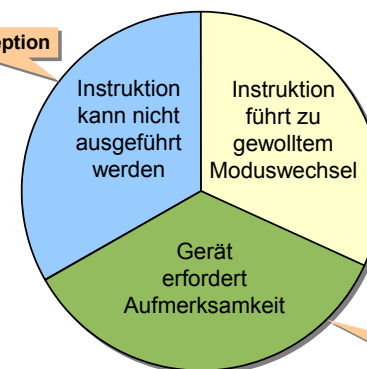 eption
Instruktion
kann nicht
ausgeführt
werden
Instruktion
führt zu
gewolltem
Moduswechsel
Gerät
erfordert
Aufmerksamkeit